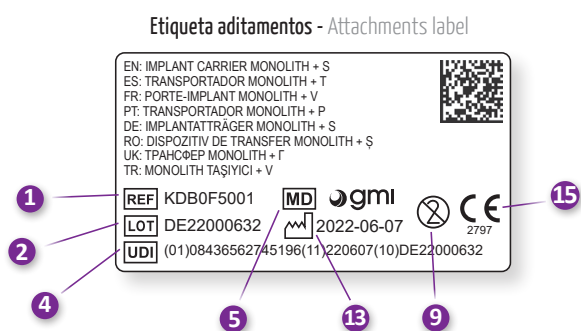 Etiqueta aditamentos - Attachments label
EN: IMPLANT CARRIER MONOLITH + S
ES: TRANSPORTADOR MONOLITH + T
FR: PORTE-IMPLANT MONOLITH + V
PT: TRANSPORTADOR MONOLITH + P
DE: IMPLANTATTRÄGER MONOLITH + S
RO: DISPOZITIV DE TRANSFER MONOLITH + Ș
UK: ТРАНСФЕР MONOLITH + Г
TR: MONOLITH TAŞIYICI + V
1 REF KDB0F5001 MD gmi 15
2 LOT DE22000632 2022-06-07 2 CE 2797
4 UDI (01)08436562745196(11)220607(10)DE22000632
5 13 9